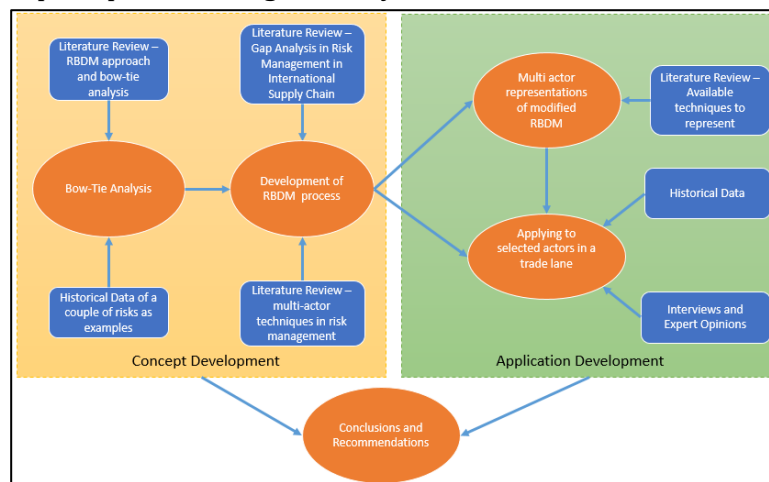 Literature Review –
RBDM approach
and bow-tie
analysis
Literature Review –
Gap Analysis in Risk
Management in
International
Supply Chain
Bow-Tie Analysis
Development of
RBDM process
Historical Data of a
couple of risks as
examples
Literature Review –
multi-actor
techniques in risk
management
Concept Development
Multi actor
representations
of modified
RBDM
Literature Review –
Available
techniques to
represent
Historical Data
Applying to
selected actors in a
trade lane
Interviews and
Expert Opinions
Application Development
Conclusions and
Recommendations